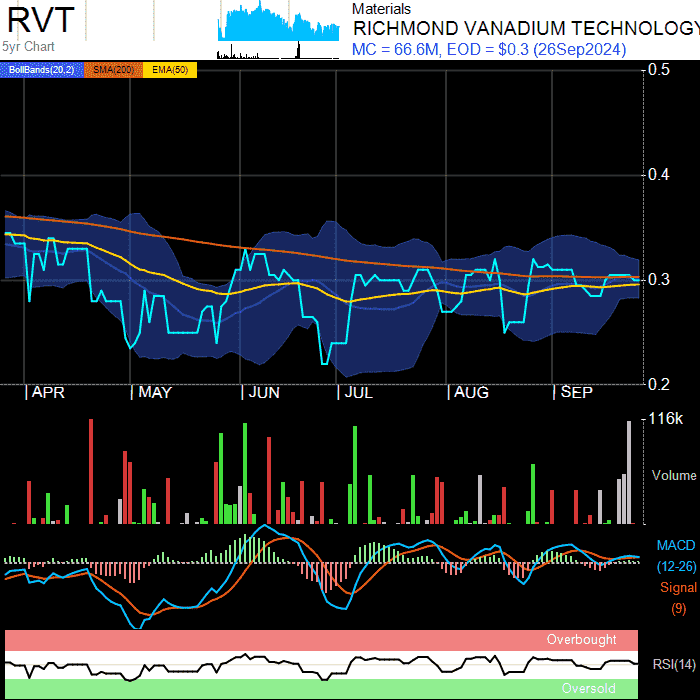 RVT
5yr Chart
Materials
RICHMOND VANADIUM TECHNOLOGY
MC = 66.6M, EOD = $0.3 (26Sep2024)
BollBands(20,2) SMA(200) EMA(50)
0.5
0.4
0.3
0.2
APR MAY JUN JUL AUG SEP
116k
Volume
MACD
(12-26)
Signal
(9)
Overbought
RSI(14)
Oversold